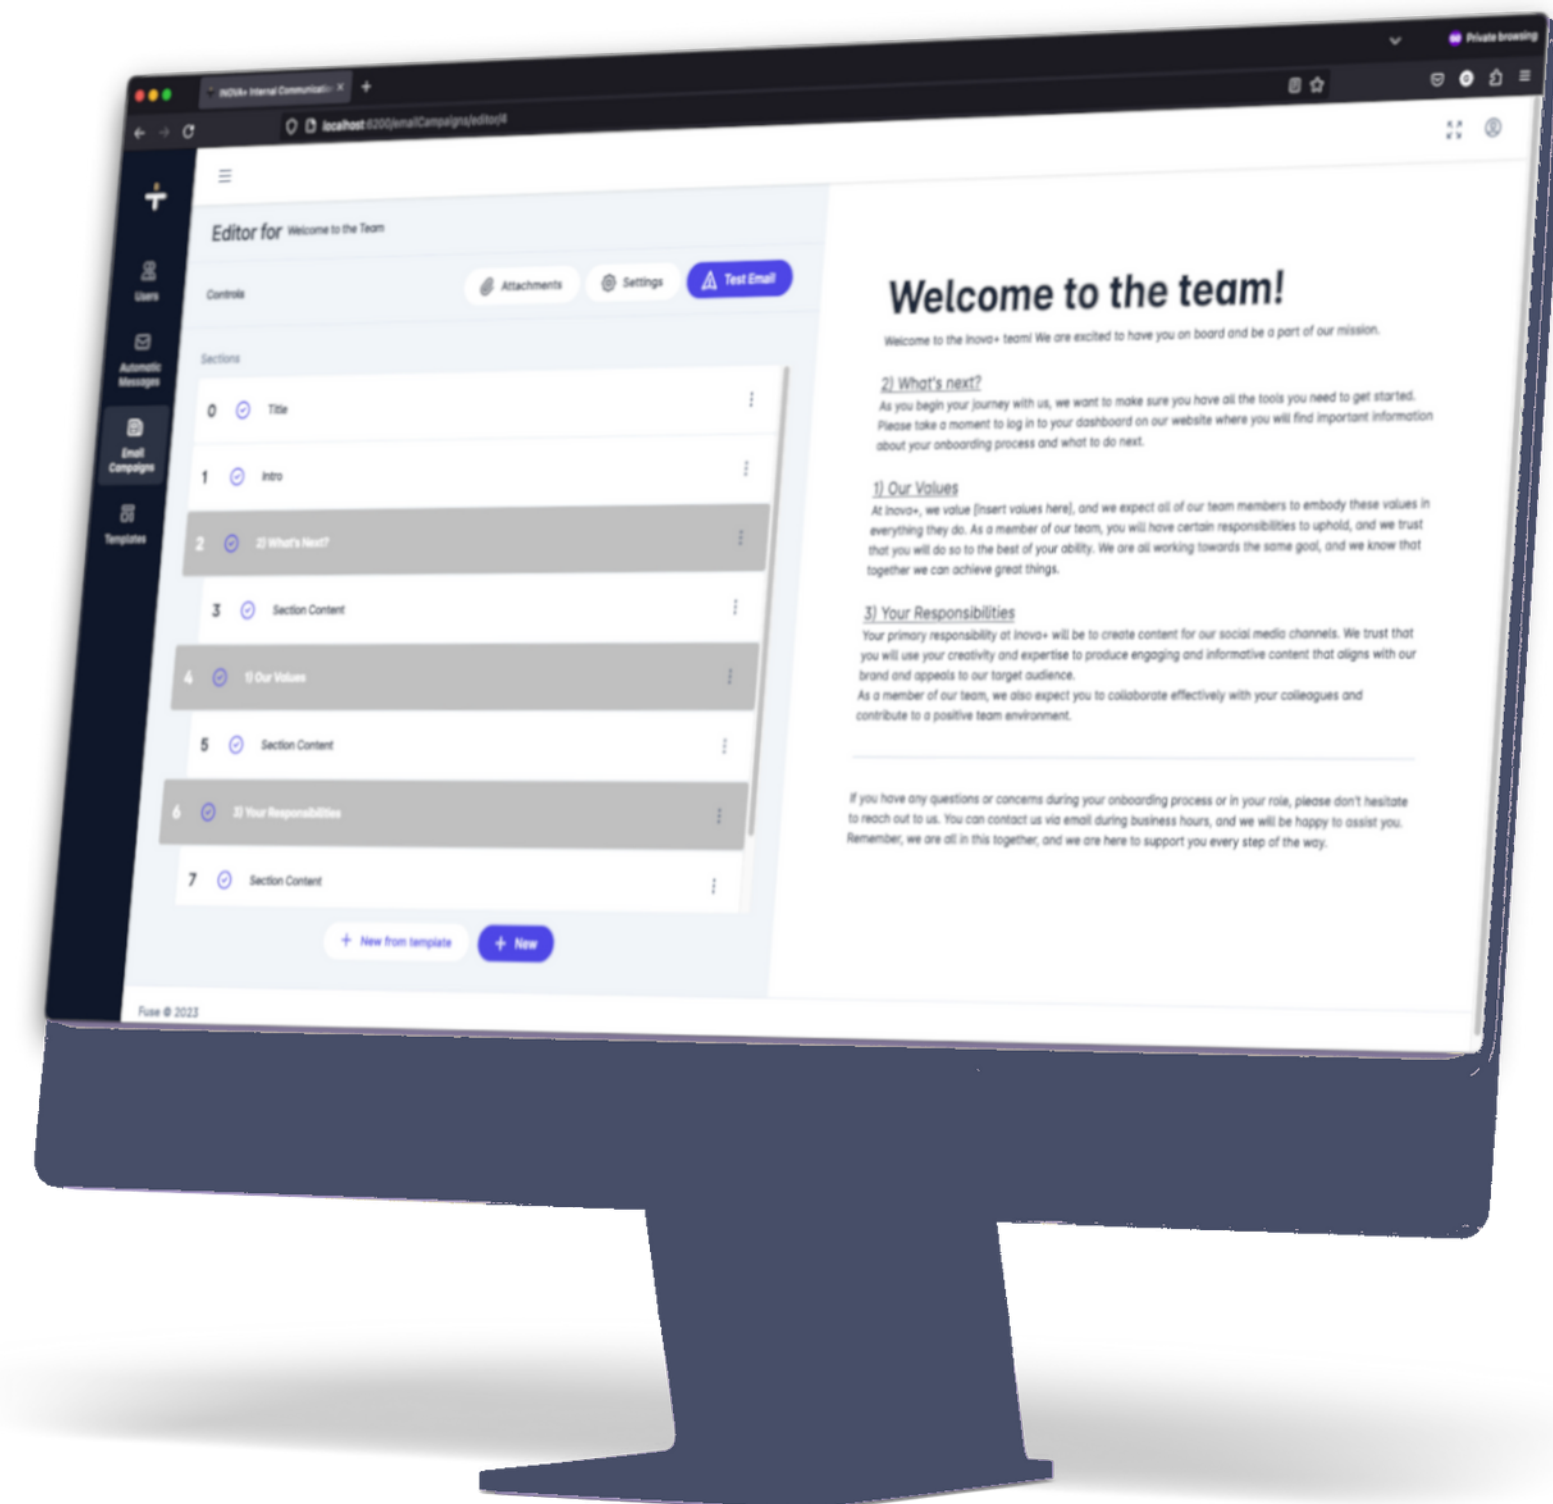 INOVA+ Internal Communicatio
Private browsing
localhost:6200/emailCampaigns/editor/4
Users
Automatic
Messages
Email
Campaigns
Templates
Editor for Welcome to the Team
Controls
Attachments
Settings
Test Email
Sections
0 Title
1 Intro
2 2) What's Next?
3 Section Content
4 1) Our Values
5 Section Content
6 3) Your Responsibilities
7 Section Content
+ New from template
+ New
Fuse © 2023
Welcome to the team!
Welcome to the Inova+ team! We are excited to have you on board and be a part of our mission.
2) What's next?
As you begin your journey with us, we want to make sure you have all the tools you need to get started.
Please take a moment to log in to your dashboard on our website where you will find important information
about your onboarding process and what to do next.
1) Our Values
At Inova+, we value [insert values here], and we expect all of our team members to embody these values in
everything they do. As a member of our team, you will have certain responsibilities to uphold, and we trust
that you will do so to the best of your ability. We are all working towards the same goal, and we know that
together we can achieve great things.
3) Your Responsibilities
Your primary responsibility at Inova+ will be to create content for our social media channels. We trust that
you will use your creativity and expertise to produce engaging and informative content that aligns with our
brand and appeals to our target audience.
As a member of our team, we also expect you to collaborate effectively with your colleagues and
contribute to a positive team environment.
If you have any questions or concerns during your onboarding process or in your role, please don't hesitate
to reach out to us. You can contact us via email during business hours, and we will be happy to assist you.
Remember, we are all in this together, and we are here to support you every step of the way.